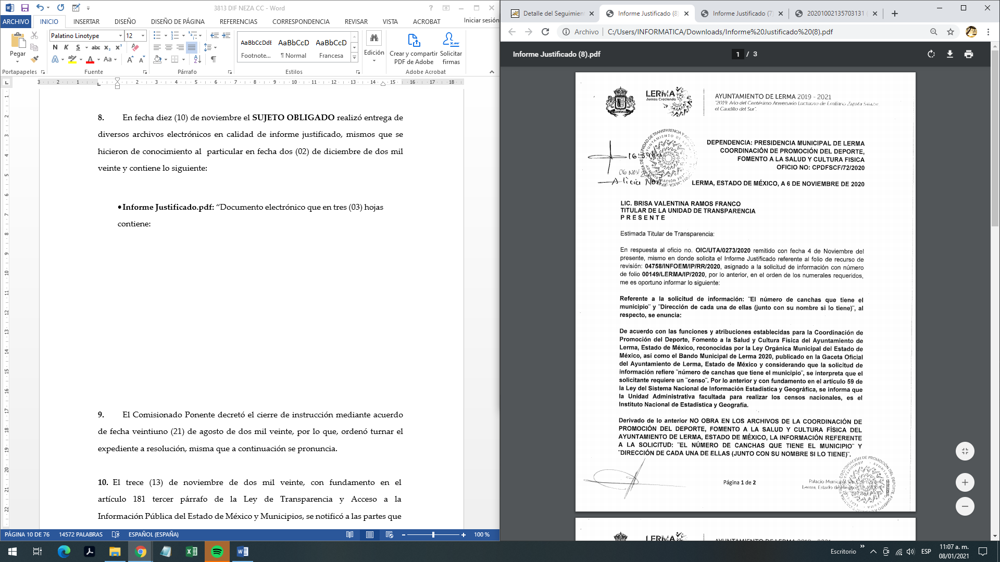 3813 DIF NEZA CC - Word
ARCHIVO INICIO INSERTAR DISEÑO DISEÑO DE PÁGINA REFERENCIAS CORRESPONDENCIA REVISAR VISTA ACROBAT Iniciar sesión
Palatino Linotype 12
Pegar
N K S abc x₂ x²
AaBbCcDdE AaBbCcD AaBbCcD
Footnote... ¶ Normal Francesa
Edición
Crear y compartir PDF de Adobe
Solicitar firmas
Portapapeles Fuente Párrafo Estilos Adobe Acrobat
8. En fecha diez (10) de noviembre el SUJETO OBLIGADO realizó entrega de
diversos archivos electrónicos en calidad de informe justificado, mismos que se
hicieron de conocimiento al particular en fecha dos (02) de diciembre de dos mil
veinte y contiene lo siguiente:
• Informe Justificado.pdf: “Documento electrónico que en tres (03) hojas
contiene:
9. El Comisionado Ponente decretó el cierre de instrucción mediante acuerdo
de fecha veintiuno (21) de agosto de dos mil veinte, por lo que, ordenó turnar el
expediente a resolución, misma que a continuación se pronuncia.
10. El trece (13) de noviembre de dos mil veinte, con fundamento en el
artículo 181 tercer párrafo de la Ley de Transparencia y Acceso a la
Información Pública del Estado de México y Municipios, se notificó a las partes que
PÁGINA 10 DE 76 14572 PALABRAS ESPAÑOL (ESPAÑA) 100 %
Detalle del Seguimien Informe Justificado (8) Informe Justificado (7) 20201002135703131
Archivo C:/Users/INFORMATICA/Downloads/Informe%20Justificado%20(8).pdf
Informe Justificado (8).pdf 1 / 3
LERMA
Juntos Creciendo
AYUNTAMIENTO DE LERMA 2019 - 2021
"2019. Año del Centésimo Aniversario Luctuoso de Emiliano Zapata Salazar,
el Caudillo del Sur".
DEPENDENCIA: PRESIDENCIA MUNICIPAL DE LERMA
COORDINACIÓN DE PROMOCIÓN DEL DEPORTE,
FOMENTO A LA SALUD Y CULTURA FISICA
OFICIO NO: CPDFSCF/72/2020
06 NOV
Alicia
LERMA, ESTADO DE MÉXICO, A 6 DE NOVIEMBRE DE 2020
LIC. BRISA VALENTINA RAMOS FRANCO
TITULAR DE LA UNIDAD DE TRANSPARENCIA
P R E S E N T E
Estimada Titular de Transparencia:
En respuesta al oficio no. OIC/UTA/0273/2020 remitido con fecha 4 de Noviembre del
presente, mismo en donde solicita el Informe Justificado referente al folio de recurso de
revisión: 04758/INFOEM/IP/RR/2020, asignado a la solicitud de información con número
de folio 00149/LERMA/IP/2020, por lo anterior, en el orden de los numerales requeridos,
me es oportuno informar lo siguiente:
Referente a la solicitud de información: ¨El número de canchas que tiene el
municipio¨ y ¨Dirección de cada una de ellas (junto con su nombre si lo tiene)¨, al
respecto, se enuncia:
De acuerdo con las funciones y atribuciones establecidas para la Coordinación de
Promoción del Deporte, Fomento a la Salud y Cultura Física del Ayuntamiento de
Lerma, Estado de México, reconocidas por la Ley Orgánica Municipal del Estado de
México, así como el Bando Municipal de Lerma 2020, publicado en la Gaceta Oficial
del Ayuntamiento de Lerma, Estado de México y considerando que la solicitud de
información refiere ¨número de canchas que tiene el municipio¨, se interpreta que el
solicitante requiere un ¨censo¨. Por lo anterior y con fundamento en el artículo 59 de
la Ley del Sistema Nacional de Información Estadística y Geográfica, se informa que
la Unidad Administrativa facultada para realizar los censos nacionales, es el
Instituto Nacional de Estadística y Geografía.
Derivado de lo anterior NO OBRA EN LOS ARCHIVOS DE LA COORDINACIÓN DE
PROMOCIÓN DEL DEPORTE, FOMENTO A LA SALUD Y CULTURA FÍSICA DEL
AYUNTAMIENTO DE LERMA, ESTADO DE MÉXICO, LA INFORMACIÓN REFERENTE
A LA SOLICITUD: ¨EL NÚMERO DE CANCHAS QUE TIENE EL MUNICIPIO¨ Y
¨DIRECCIÓN DE CADA UNA DE ELLAS (JUNTO CON SU NOMBRE SI LO TIENE)¨.
Página 1 de 2
Palacio Municipal
Lerma, Estado de
LERMA
AYUNTAMIENTO DE LERMA 2019 - 2021
Escritorio ESP
11:07 a. m.
08/01/2021